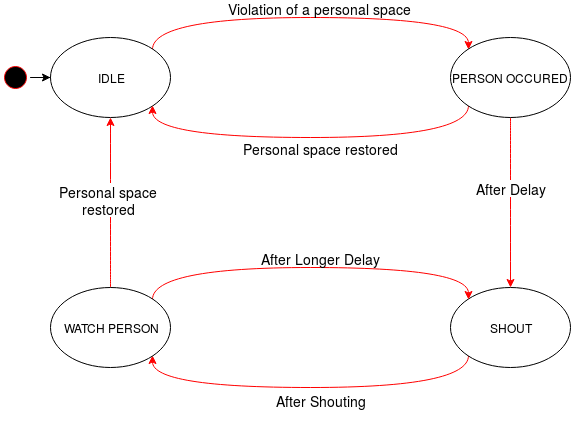 Violation of a personal space
IDLE
PERSON OCCURED
Personal space restored
After Delay
Personal space
restored
After Longer Delay
WATCH PERSON
SHOUT
After Shouting